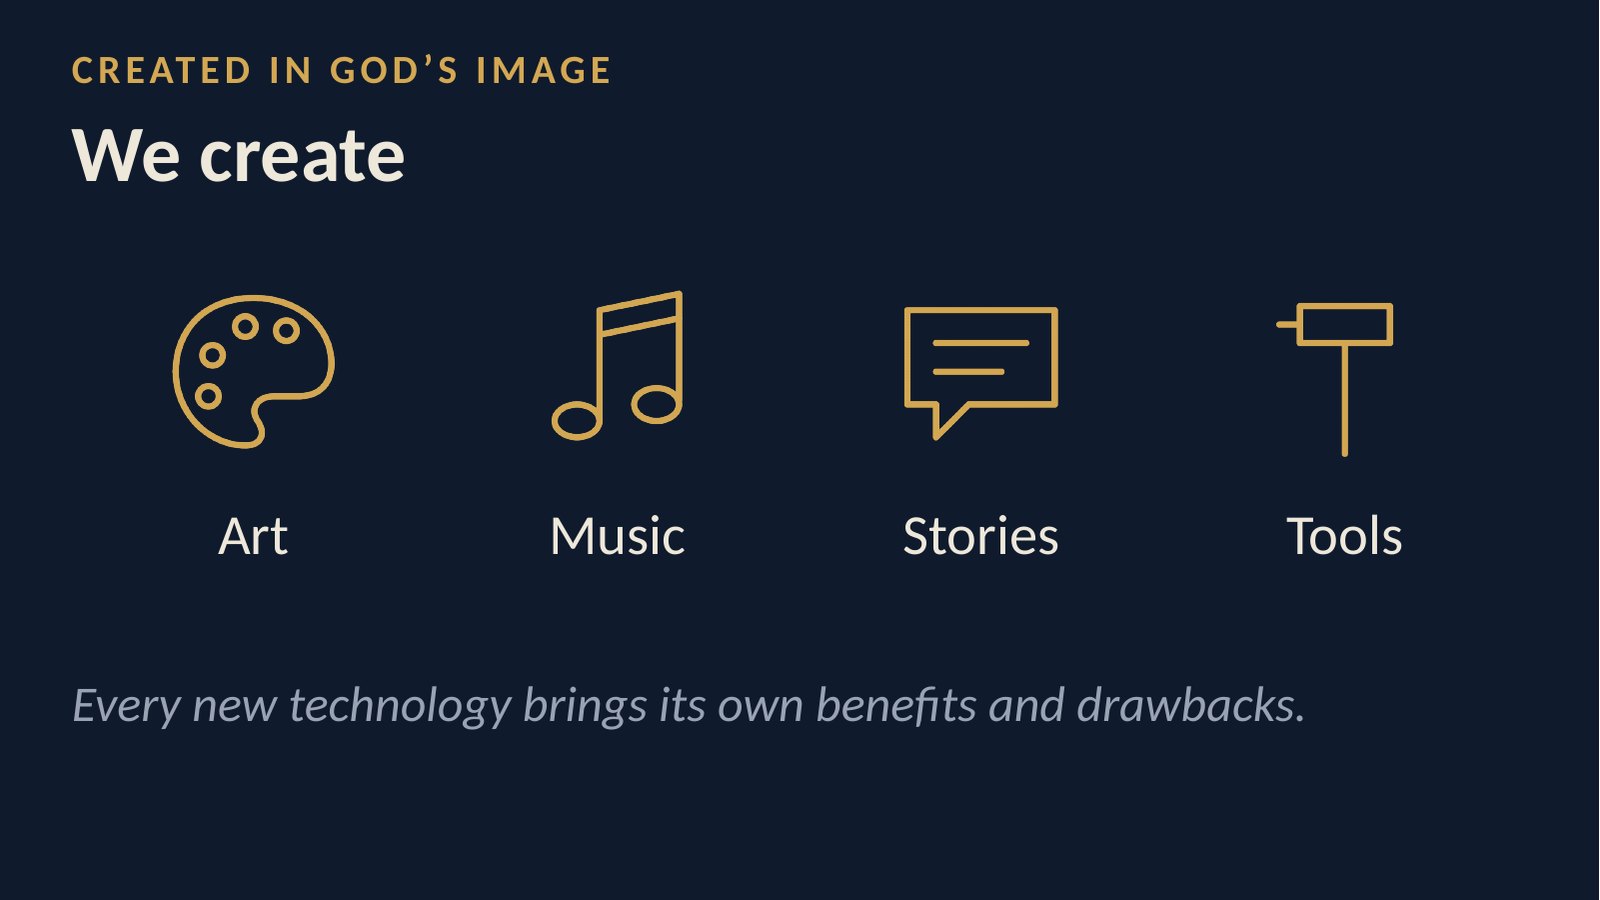 CREATED IN GOD’S IMAGE
We create
Art
Music
Stories
Tools
Every new technology brings its own benefits and drawbacks.